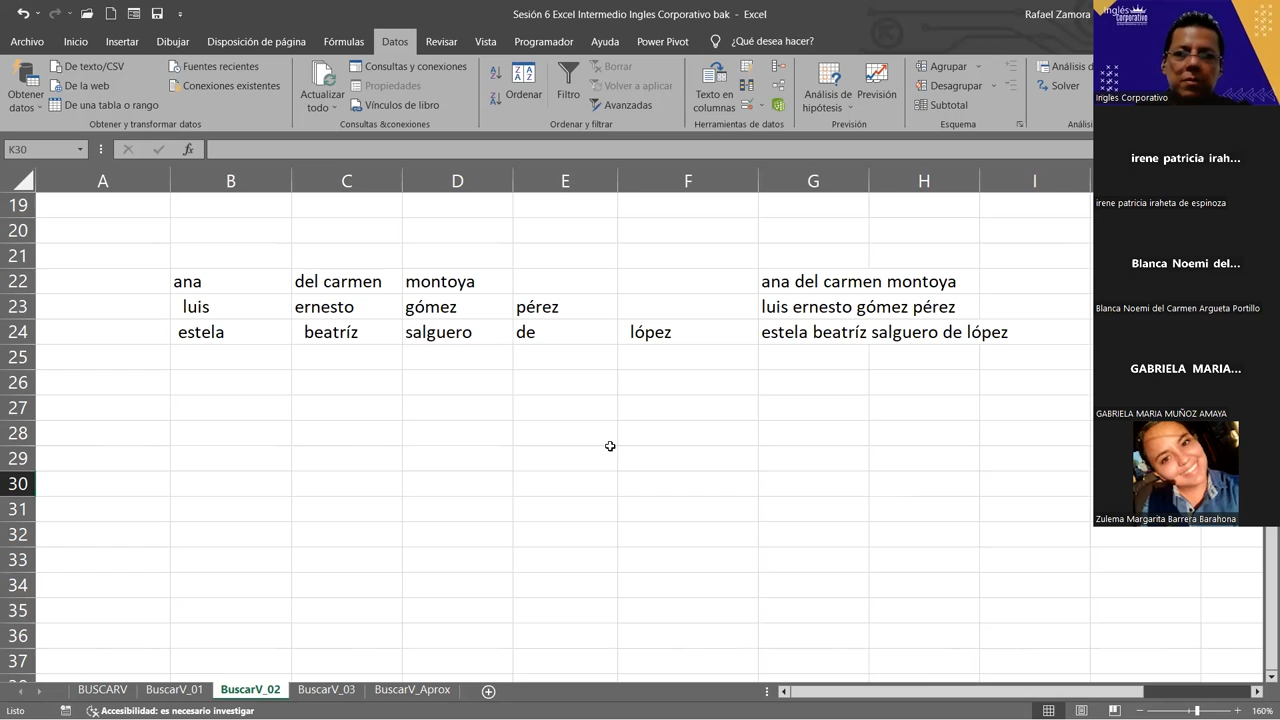 Sesión 6 Excel Intermedio Ingles Corporativo bak - Excel
Rafael Zamora
Archivo Inicio Insertar Dibujar Disposición de página Fórmulas Datos Revisar Vista Programador Ayuda Power Pivot ¿Qué desea hacer?
Obtener datos
De texto/CSV
De la web
De una tabla o rango
Fuentes recientes
Conexiones existentes
Obtener y transformar datos
Actualizar todo
Consultas y conexiones
Propiedades
Vínculos de libro
Consultas &conexiones
Ordenar
Filtro
Borrar
Volver a aplicar
Avanzadas
Ordenar y filtrar
Texto en columnas
Herramientas de datos
Análisis de hipótesis
Previsión
Previsión
Agrupar
Desagrupar
Subtotal
Esquema
Análisis d
Solver
Análisi
K30
fx
A B C D E F G H I
19
20
21
22 ana del carmen montoya ana del carmen montoya
23 luis ernesto gómez pérez luis ernesto gómez pérez
24 estela beatríz salguero de lópez estela beatríz salguero de lópez
25
26
27
28
29
30
31
32
33
34
35
36
37
BUSCARV BuscarV_01 BuscarV_02 BuscarV_03 BuscarV_Aprox
Listo Accesibilidad: es necesario investigar 160%
Inglés
Corporativo
Ingles Corporativo
irene patricia irah...
irene patricia iraheta de espinoza
Blanca Noemi del...
Blanca Noemi del Carmen Argueta Portillo
GABRIELA MARIA...
GABRIELA MARIA MUÑOZ AMAYA
Zulema Margarita Barrera Barahona